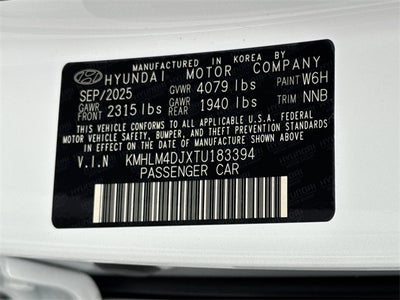 MANUFACTURED IN KOREA BY
HYUNDAI MOTOR COMPANY
SEP/2025 GVWR 4079 lbs PAINT W6H
GAWR FRONT 2315 lbs GAWR REAR 1940 lbs TRIM NNB
THIS VEHICLE CONFORMS TO ALL APPLICABLE U.S.A. FEDERAL
MOTOR VEHICLE SAFETY, BUMPER, AND THEFT PREVENTION
STANDARDS IN EFFECT ON THE DATE OF MANUFACTURE SHOWN ABOVE
V.I.N KMHLM4DJXTU183394
PASSENGER CAR